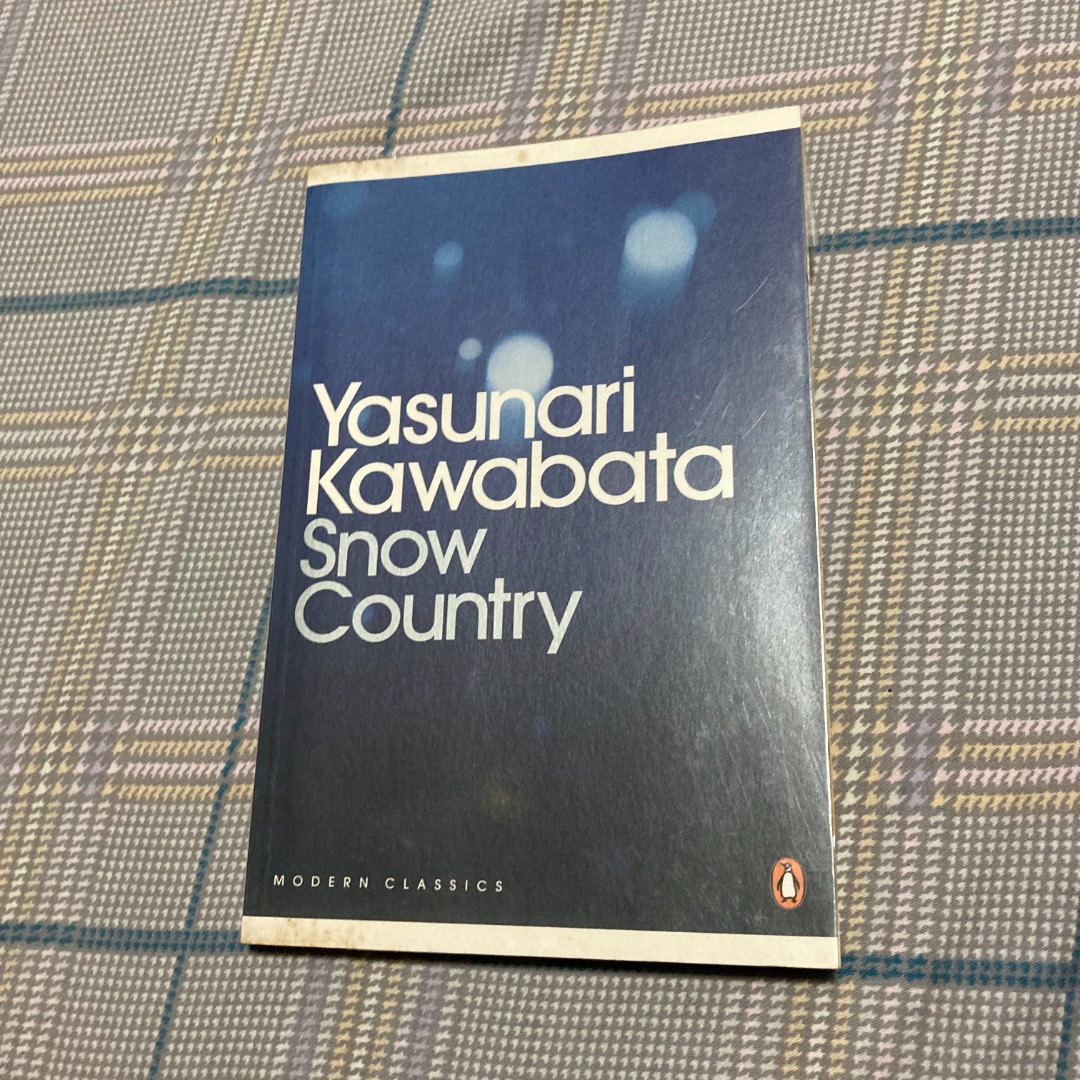 Yasunari
Kawabata
Snow
Country
MODERN CLASSICS